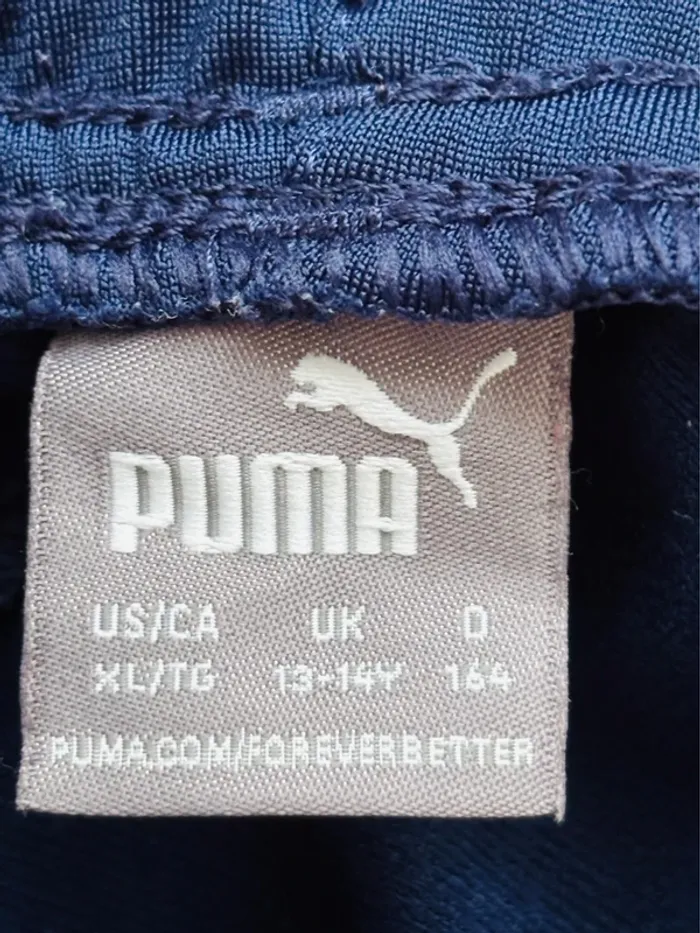 PUMA
US/CA UK D
XL/TG 13-14Y 164
PUMA.COM/FOREVERBETTER